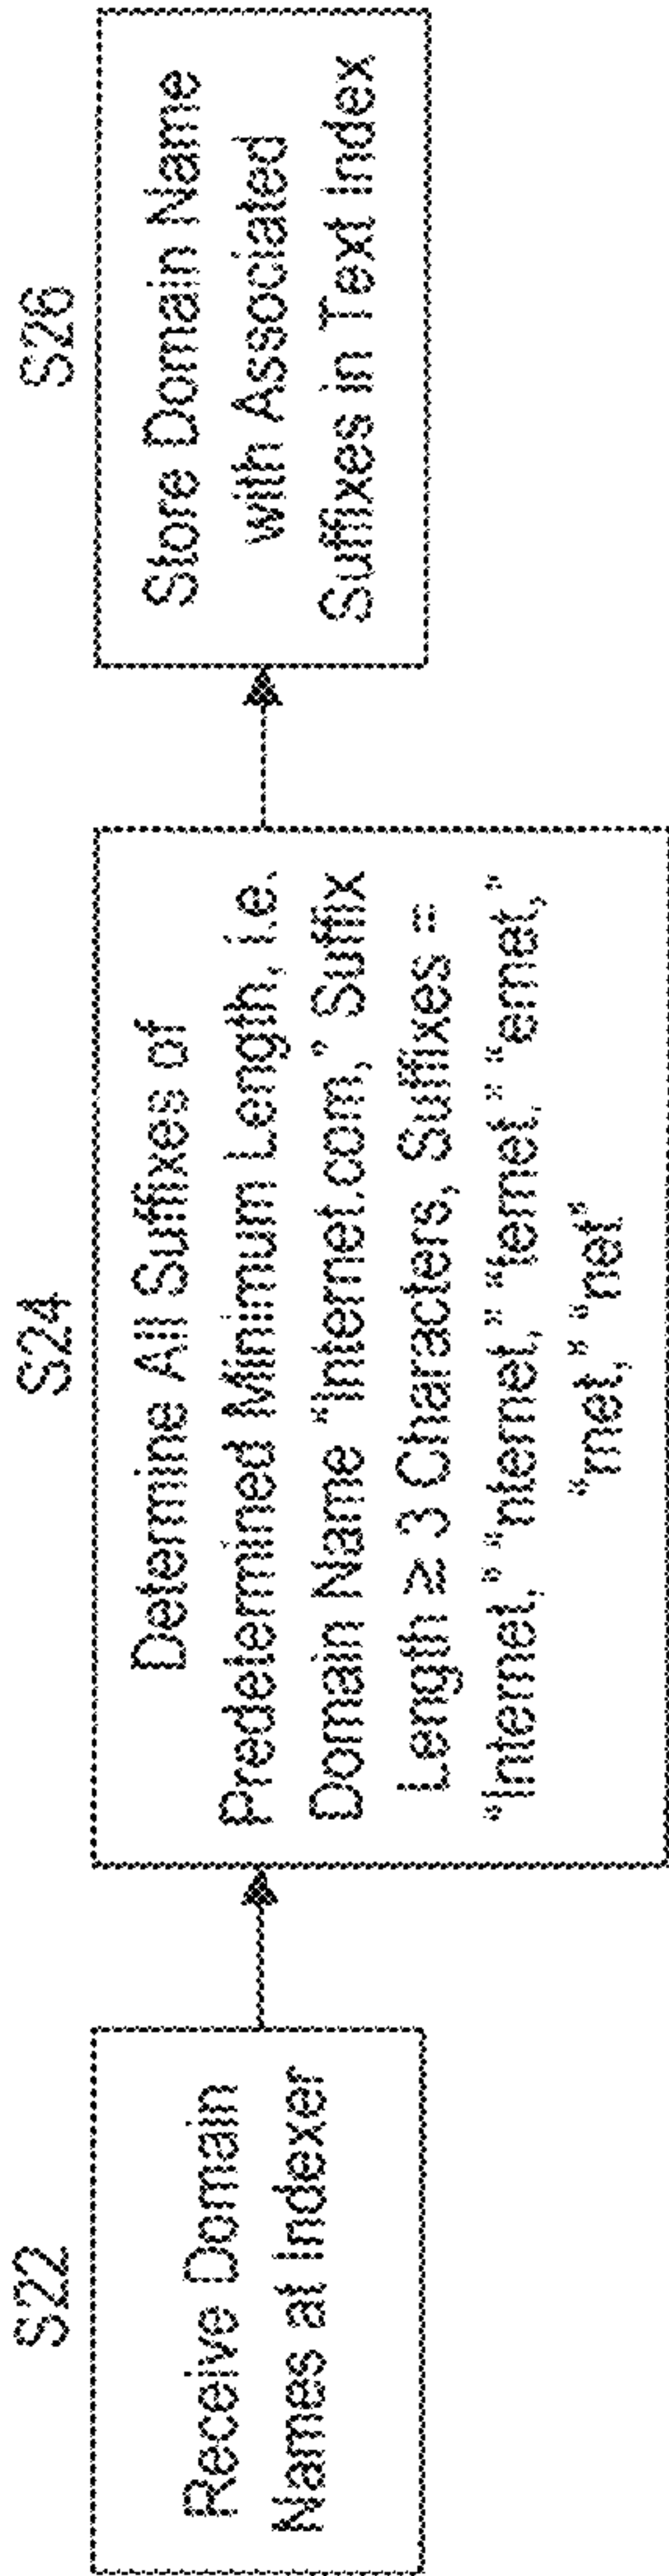 S22
Receive Domain
Names at Indexer
S24
Determine All Suffixes of
Predetermined Minimum Length, i.e.
Domain Name "Internet.com," Suffix
Length ≥ 3 Characters, Suffixes =
"Internet," "nternet," "ternet," "ernet,"
"rnet," "net"
S26
Store Domain Name
with Associated
Suffixes in Text Index